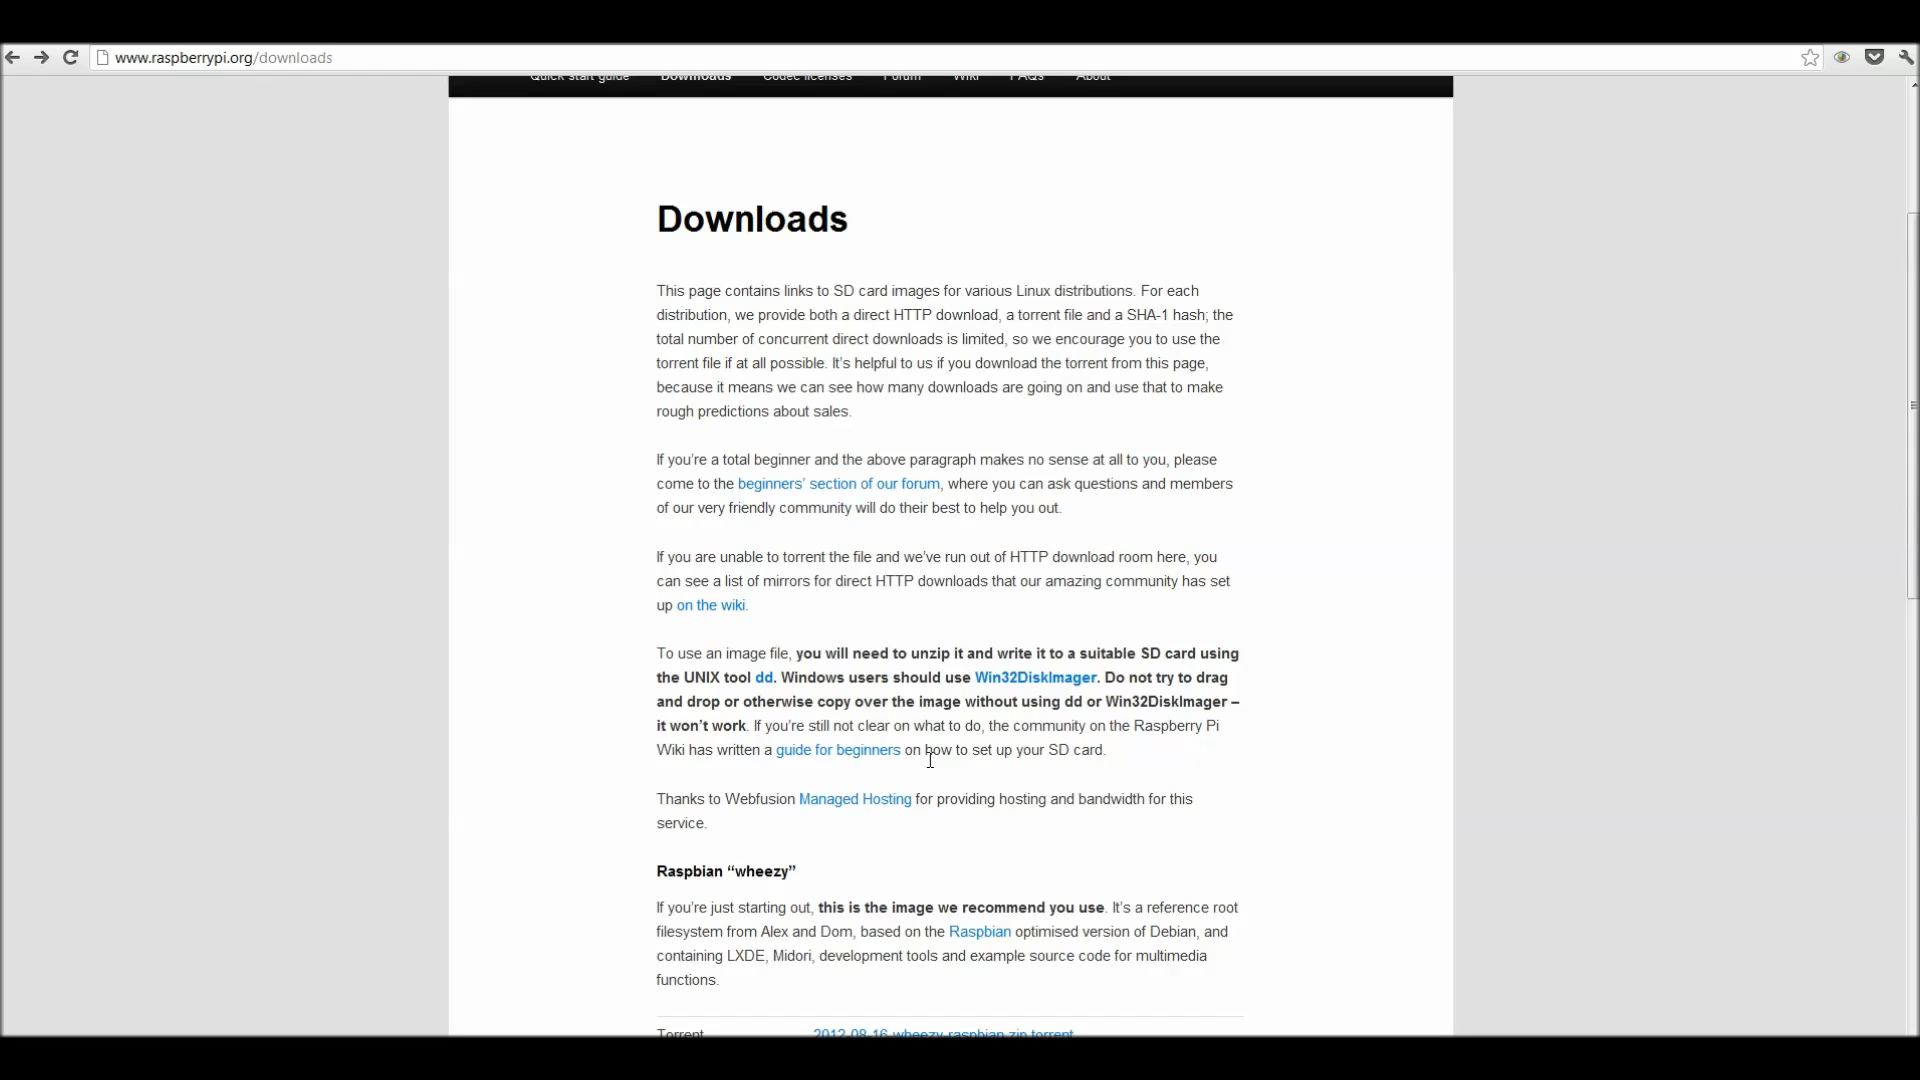 www.raspberrypi.org/downloads
Quick start guide Downloads Codec licenses Forum Wiki FAQs About
Downloads
This page contains links to SD card images for various Linux distributions. For each
distribution, we provide both a direct HTTP download, a torrent file and a SHA-1 hash; the
total number of concurrent direct downloads is limited, so we encourage you to use the
torrent file if at all possible. It’s helpful to us if you download the torrent from this page,
because it means we can see how many downloads are going on and use that to make
rough predictions about sales.
If you’re a total beginner and the above paragraph makes no sense at all to you, please
come to the beginners’ section of our forum, where you can ask questions and members
of our very friendly community will do their best to help you out.
If you are unable to torrent the file and we’ve run out of HTTP download room here, you
can see a list of mirrors for direct HTTP downloads that our amazing community has set
up on the wiki.
To use an image file, you will need to unzip it and write it to a suitable SD card using
the UNIX tool dd. Windows users should use Win32DiskImager. Do not try to drag
and drop or otherwise copy over the image without using dd or Win32DiskImager –
it won’t work. If you’re still not clear on what to do, the community on the Raspberry Pi
Wiki has written a guide for beginners on how to set up your SD card.
Thanks to Webfusion Managed Hosting for providing hosting and bandwidth for this
service.
Raspbian “wheezy”
If you’re just starting out, this is the image we recommend you use. It’s a reference root
filesystem from Alex and Dom, based on the Raspbian optimised version of Debian, and
containing LXDE, Midori, development tools and example source code for multimedia
functions.
Torrent 2012-08-16-wheezy-raspbian.zip.torrent